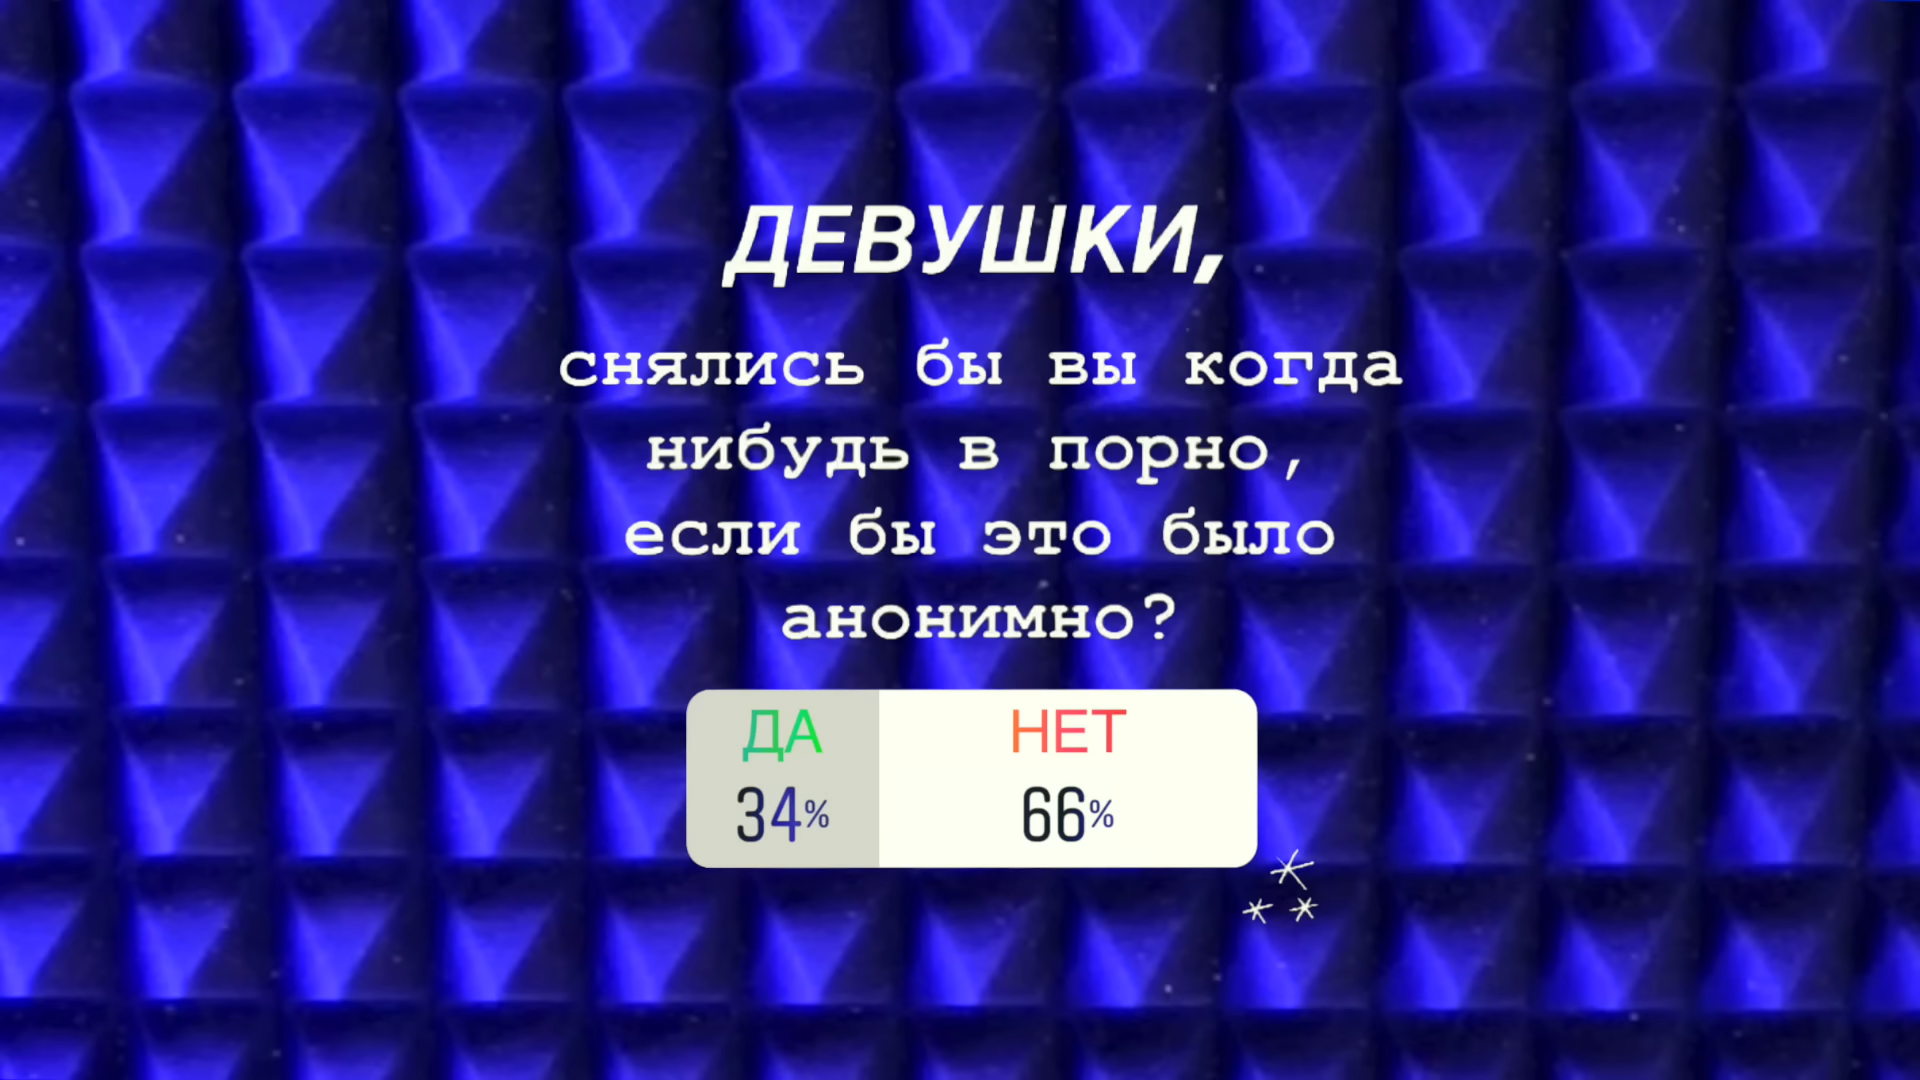 ДЕВУШКИ,
снялись бы вы когда
нибудь в порно,
если бы это было
анонимно?
ДА НЕТ
34% 66%